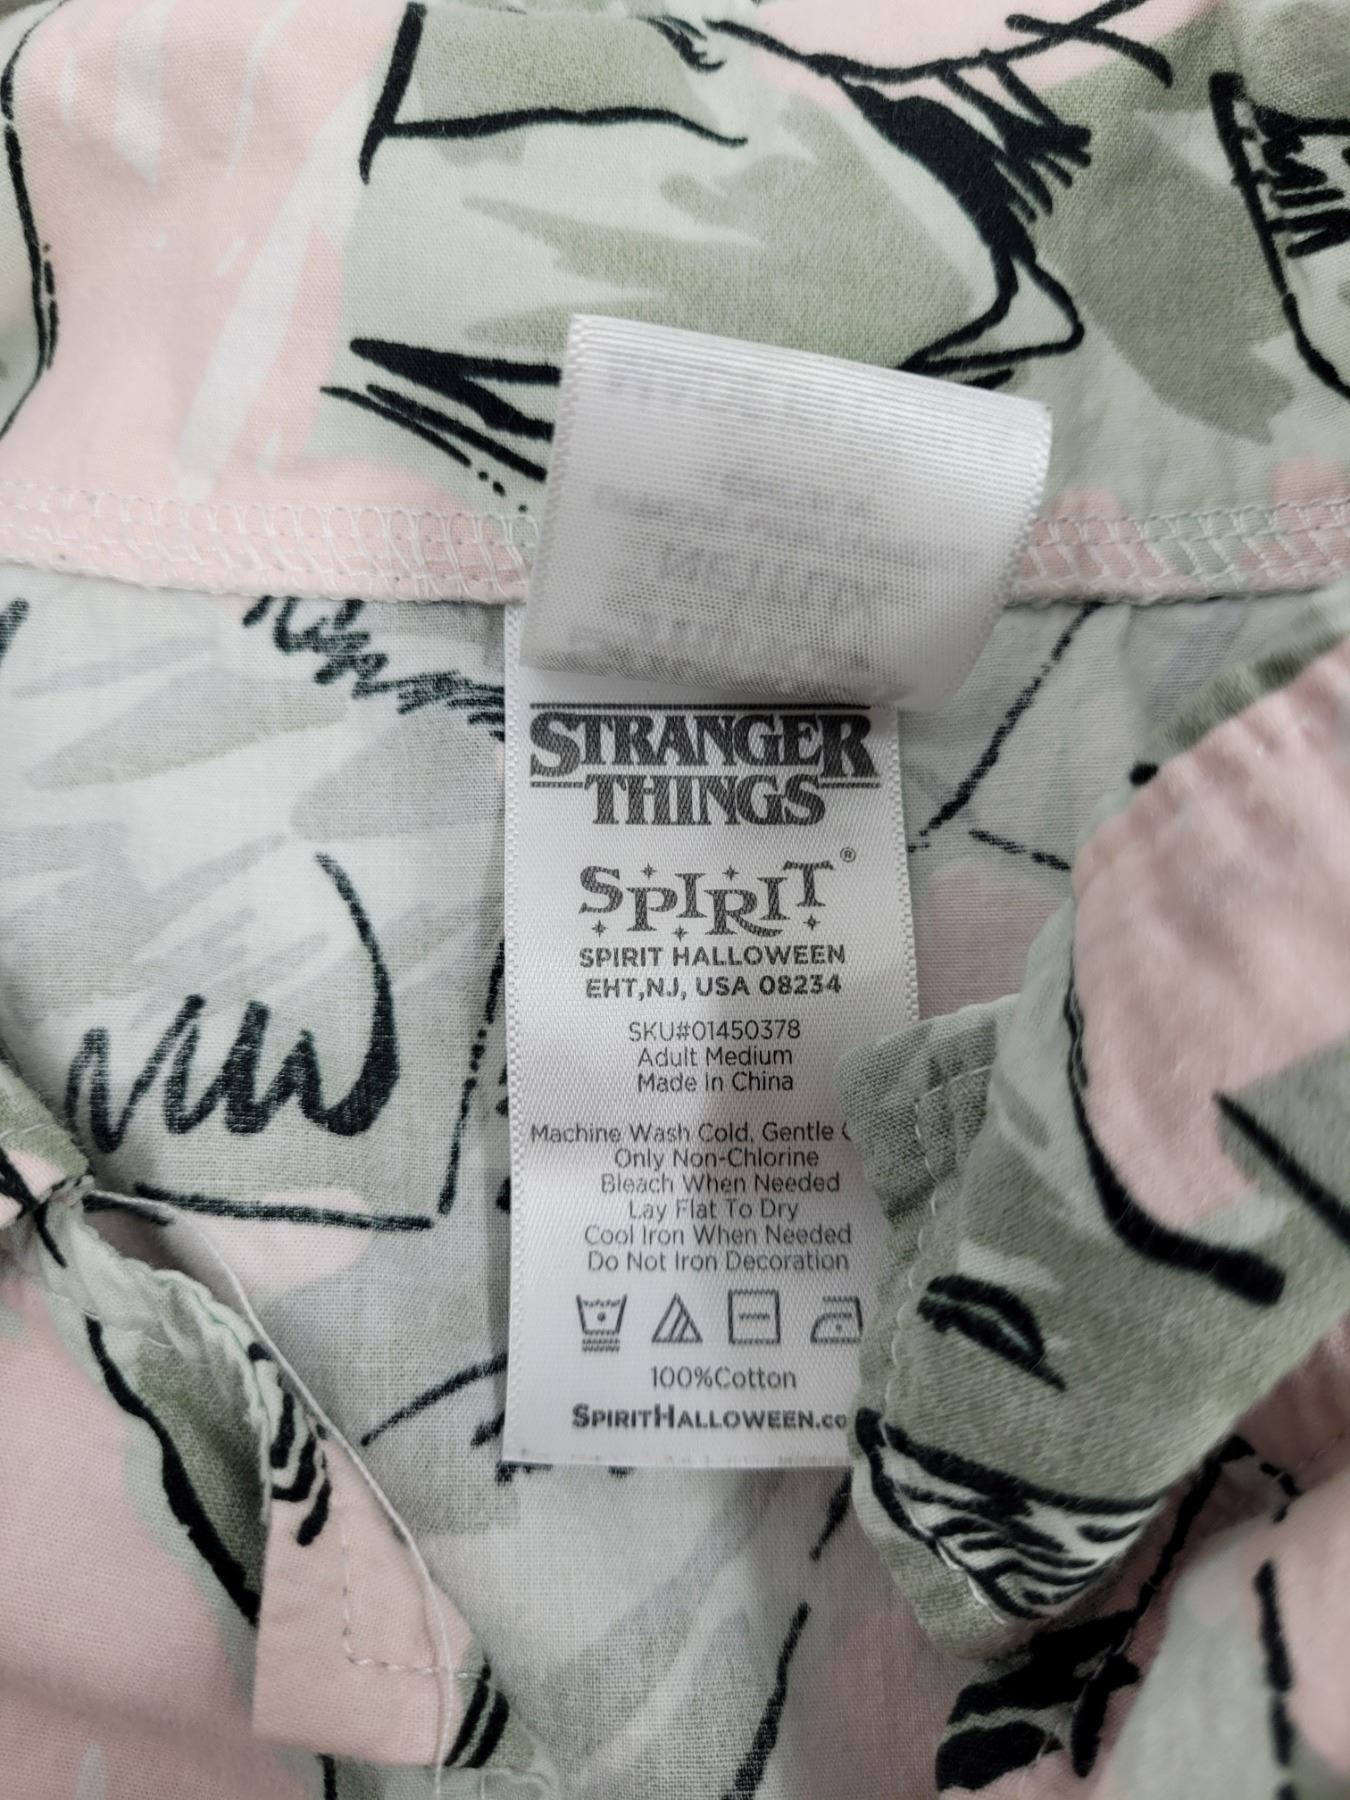 STRANGER
THINGS
SPIRIT®
SPIRIT HALLOWEEN
EHT,NJ, USA 08234
SKU#01450378
Adult Medium
Made In China
Machine Wash Cold, Gentle
Only Non-Chlorine
Bleach When Needed
Lay Flat To Dry
Cool Iron When Needed
Do Not Iron Decoration
100%Cotton
SPIRITHALLOWEEN.CO